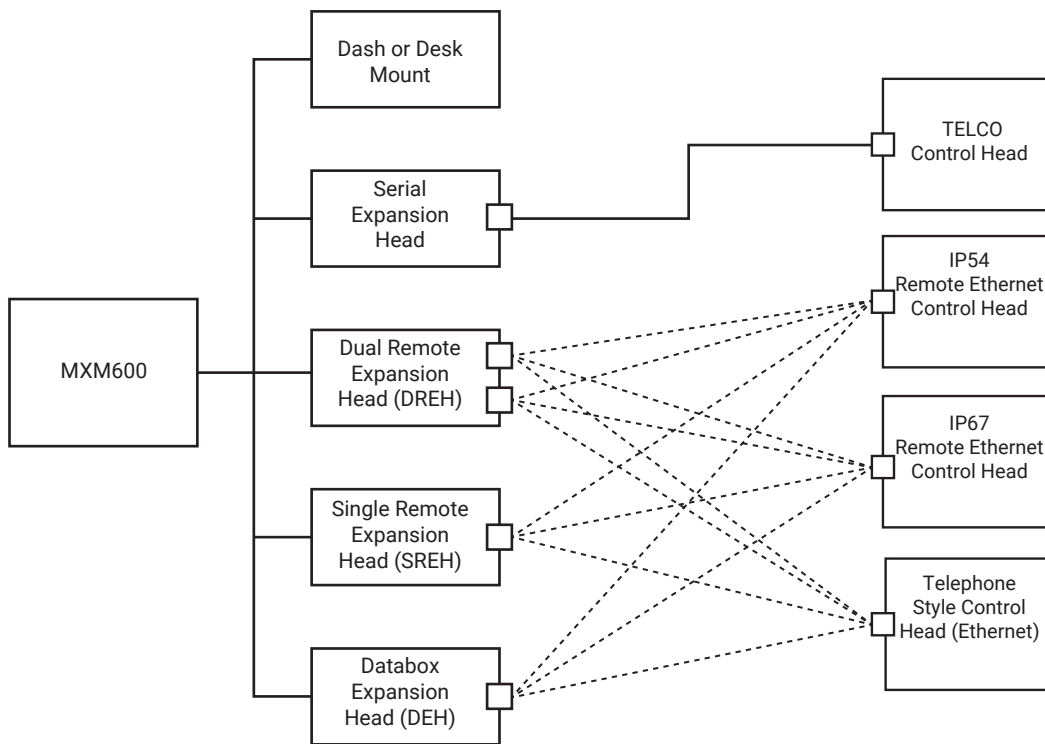 MXM600
Dash or Desk
Mount
Serial
Expansion
Head
Dual Remote
Expansion
Head (DREH)
Single Remote
Expansion
Head (SREH)
Databox
Expansion
Head (DEH)
TELCO
Control Head
IP54
Remote Ethernet
Control Head
IP67
Remote Ethernet
Control Head
Telephone
Style Control
Head (Ethernet)